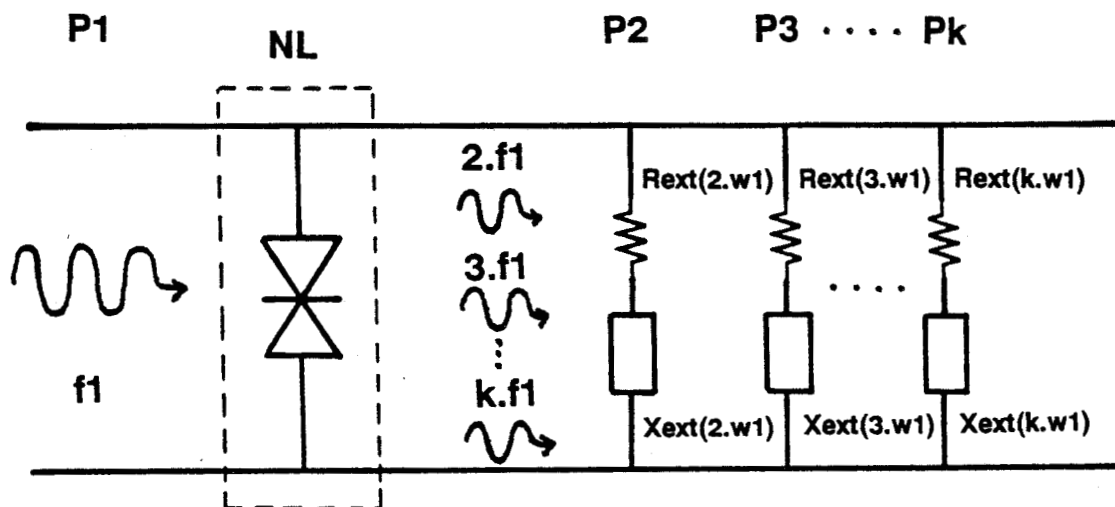 P1
NL
P2
P3 . . . . Pk
2.f1
Rext(2.w1)
Rext(3.w1)
Rext(k.w1)
3.f1
f1
k.f1
Xext(2.w1)
Xext(3.w1)
Xext(k.w1)